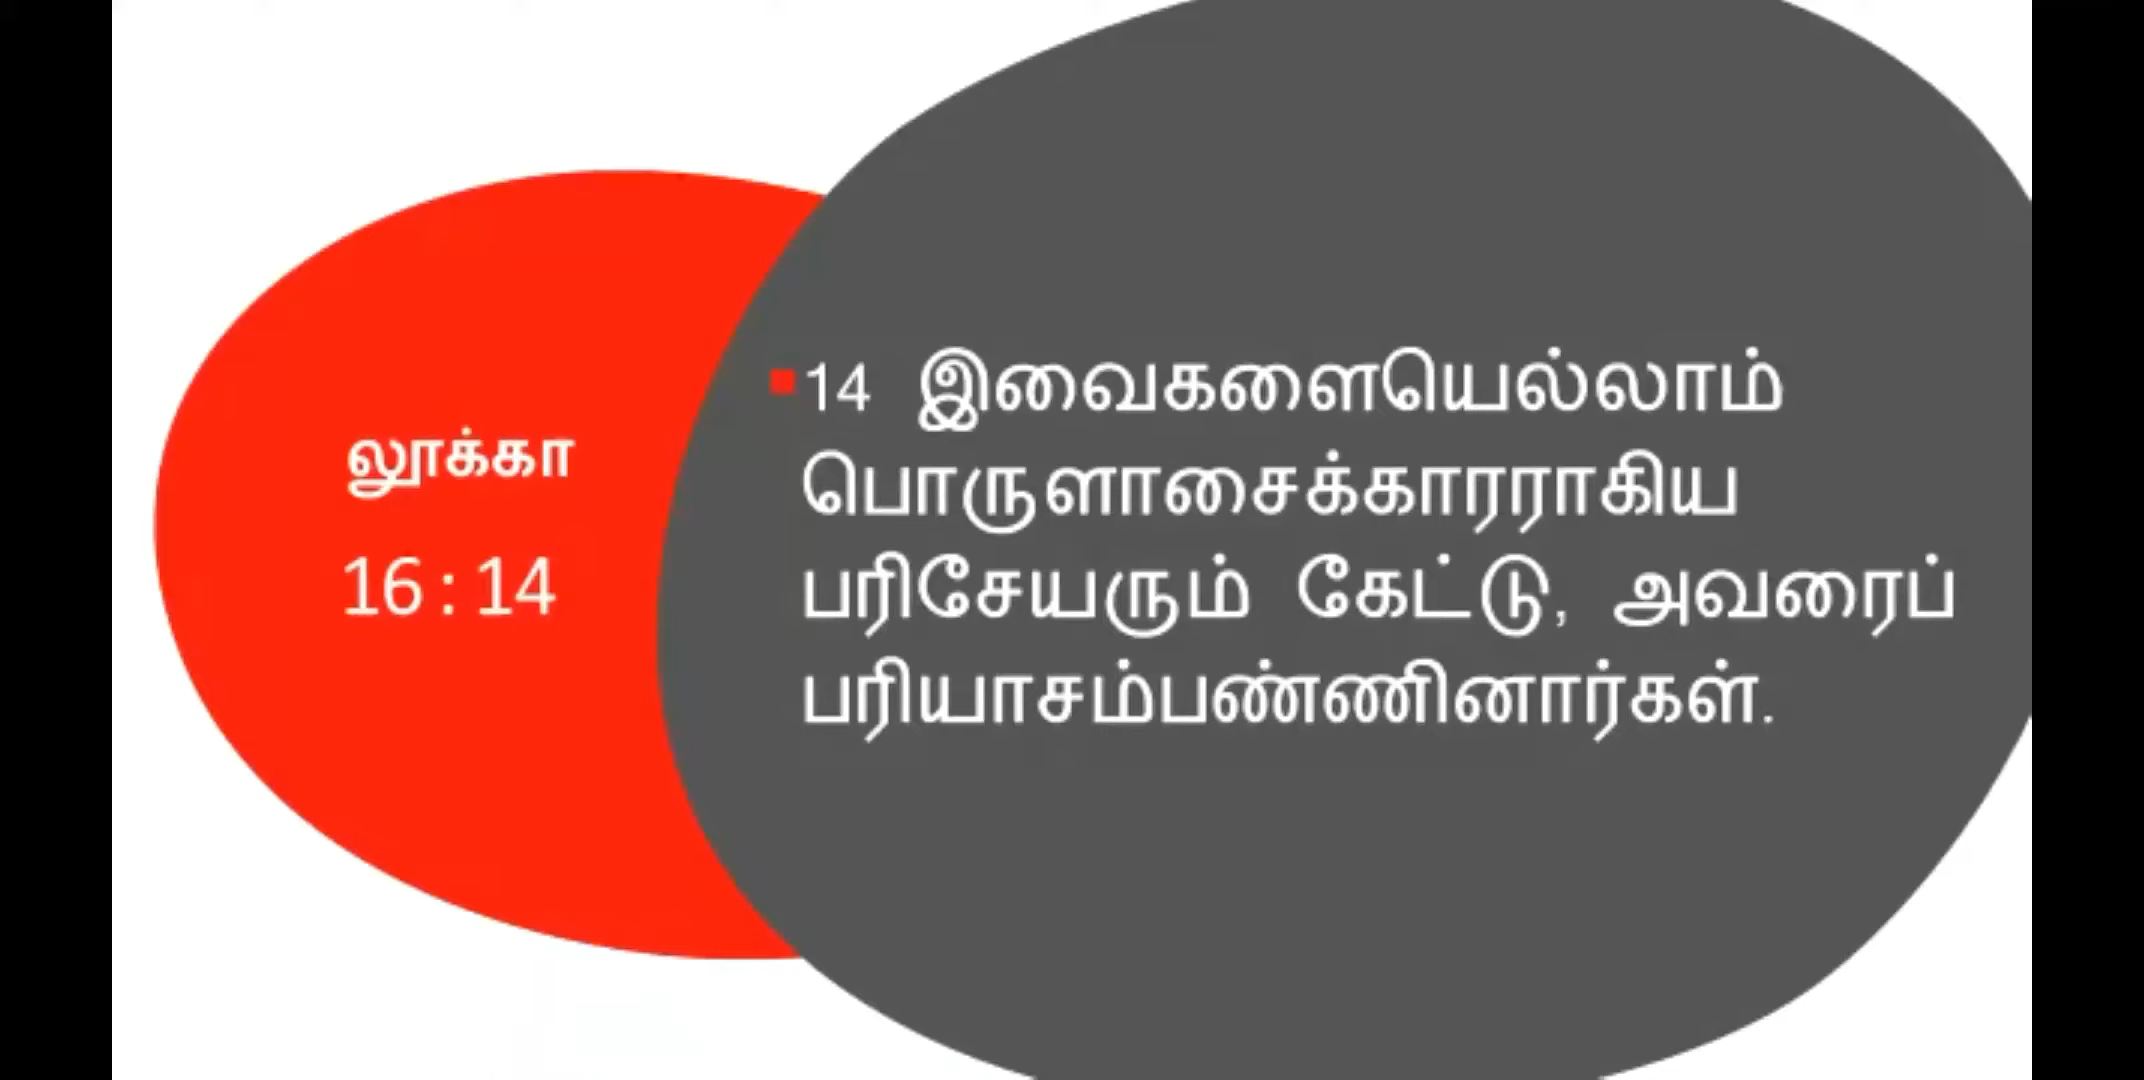 லூக்கா
16 : 14
14 இவைகளையெல்லாம்
பொருளாசைக்காரராகிய
பரிசேயரும் கேட்டு, அவரைப்
பரியாசம்பண்ணினார்கள்.